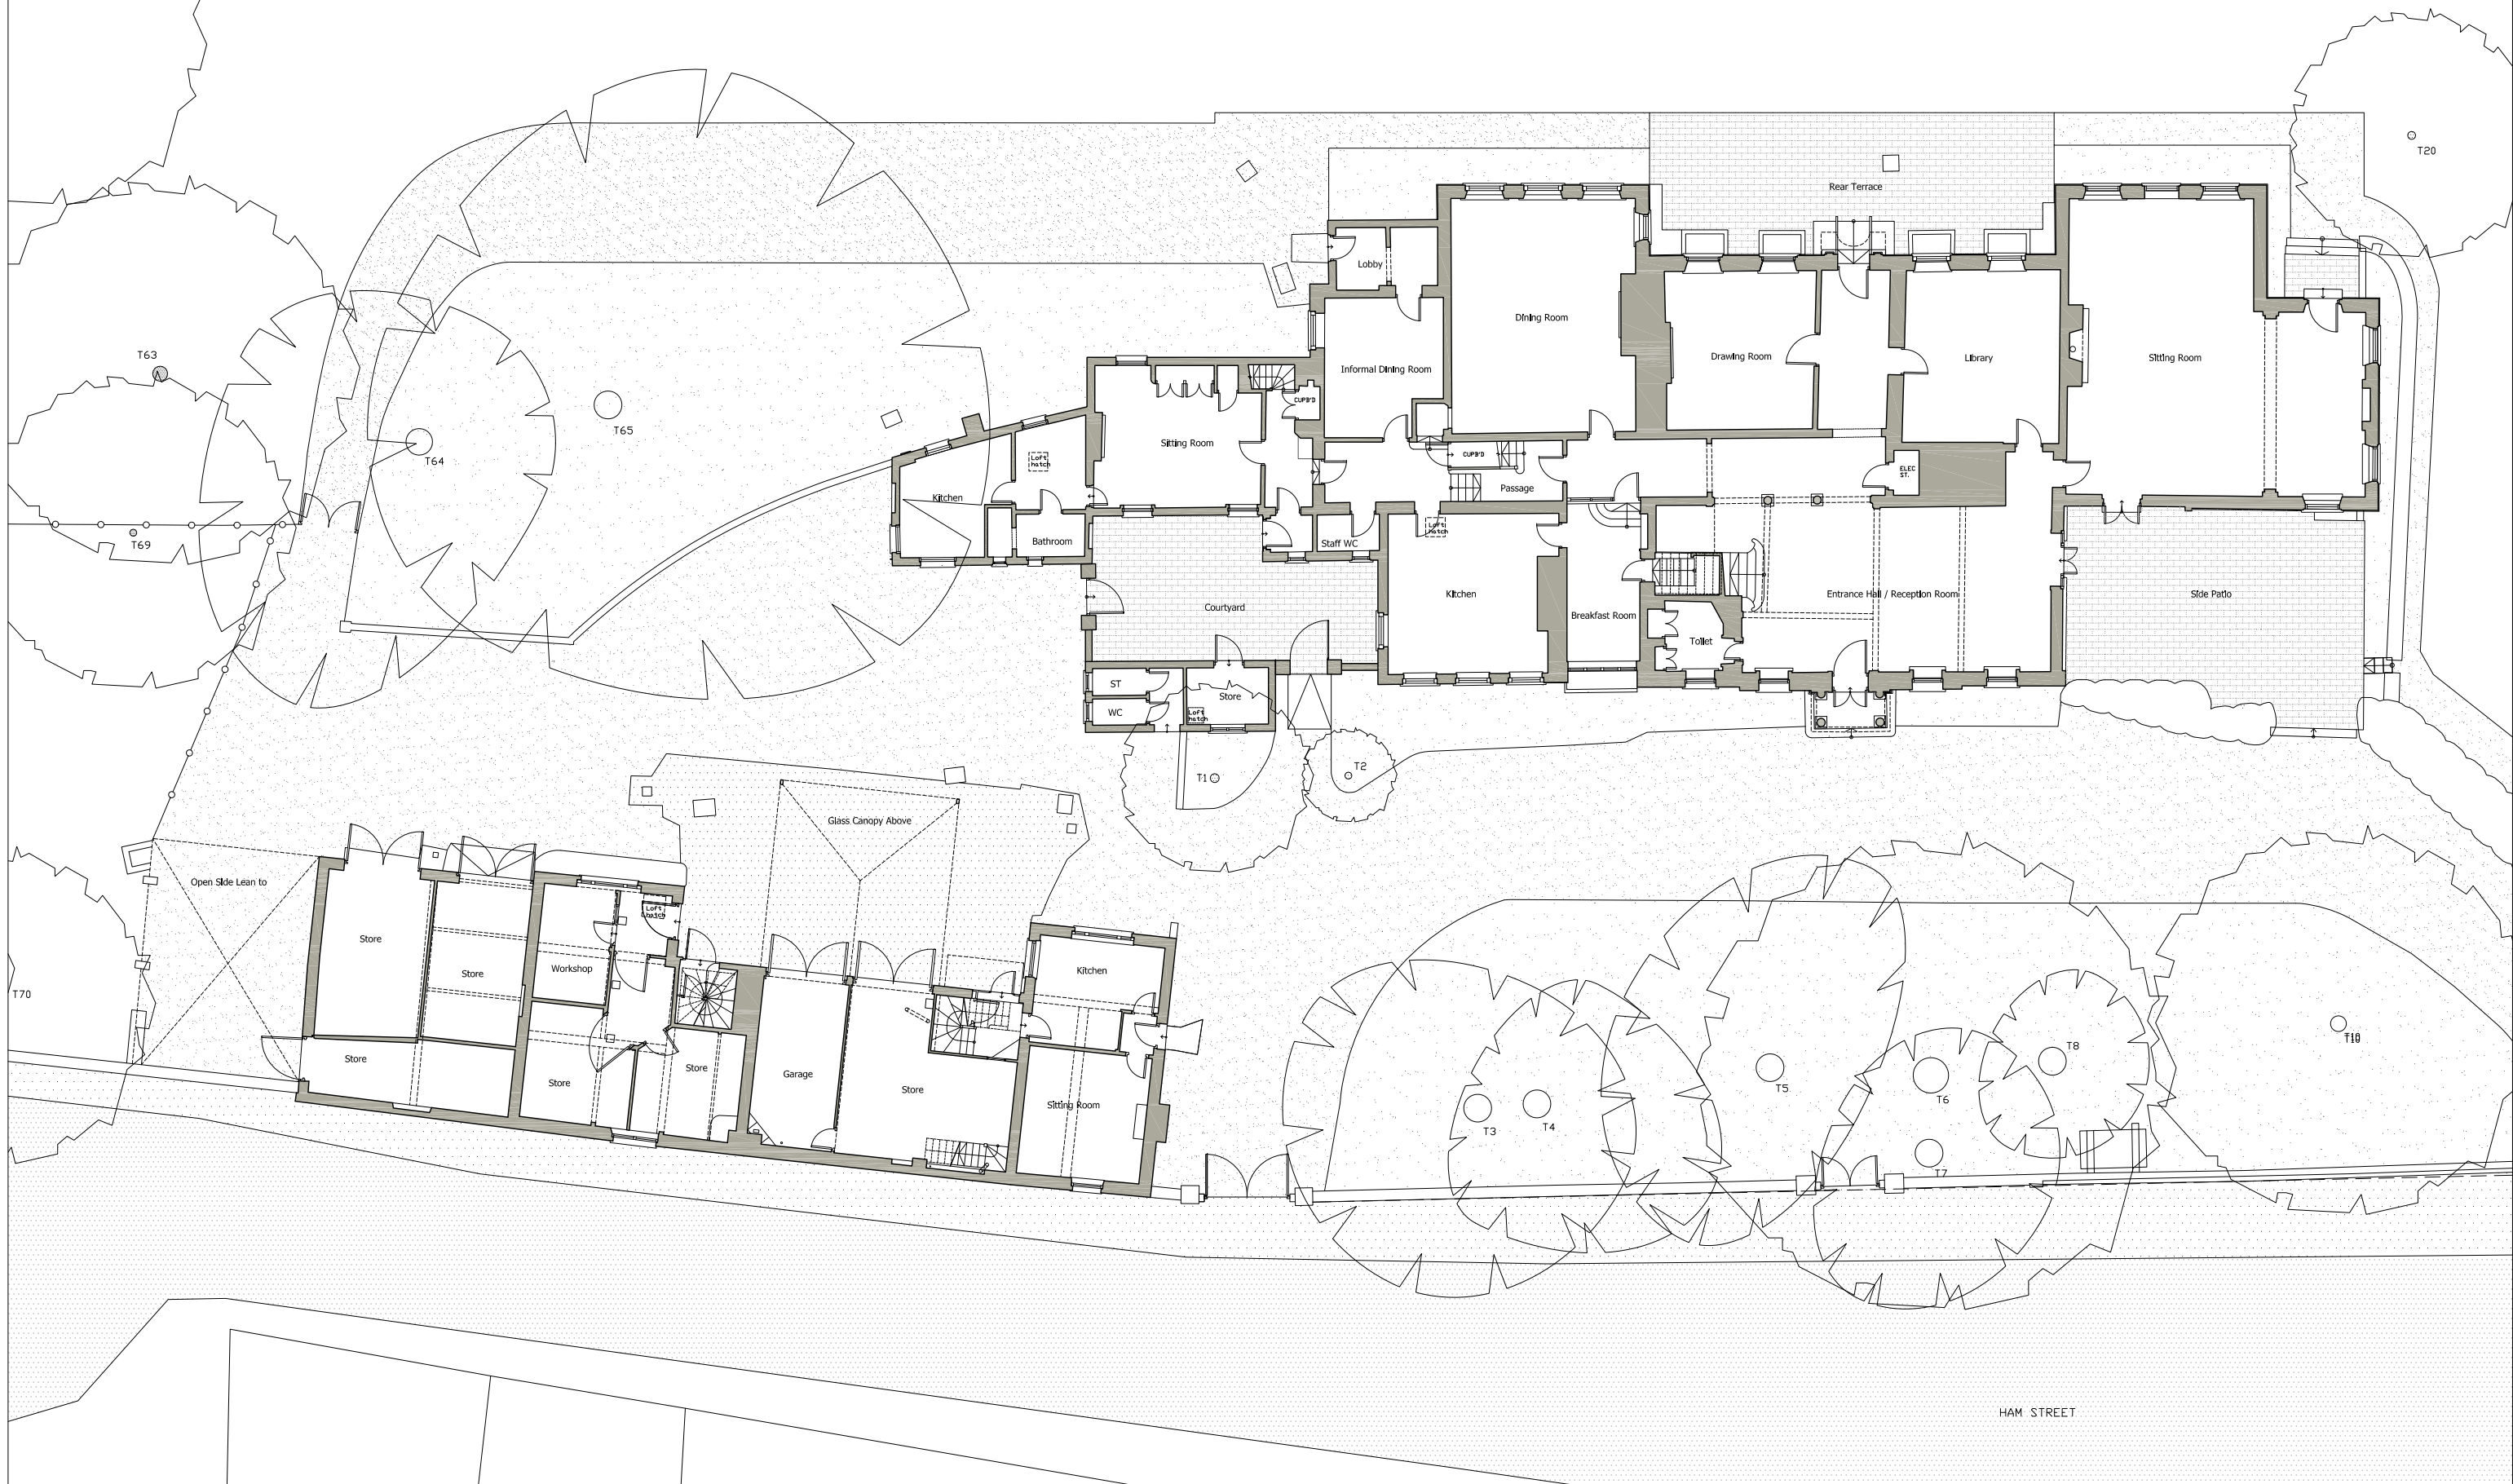 T20
Rear Terrace
Lobby
Dining Room
T63
Drawing Room
Library
Sitting Room
Informal Dining Room
CUPB'D
T65
T64
Sitting Room
Loft
hatch
CUPB'D
ELEC
ST.
Kitchen
Passage
T69
Loft
hatch
Bathroom
Staff WC
Courtyard
Kitchen
Entrance Hall / Reception Room
Side Patio
Breakfast Room
Toilet
ST
Store
WC
Loft
hatch
T1
T2
Glass Canopy Above
Open Side Lean to
Loft
hatch
Store
Store
Workshop
Kitchen
T70
T10
T8
Store
Store
Store
Garage
Store
Sitting Room
T5
T6
T3
T4
T7
HAM STREET